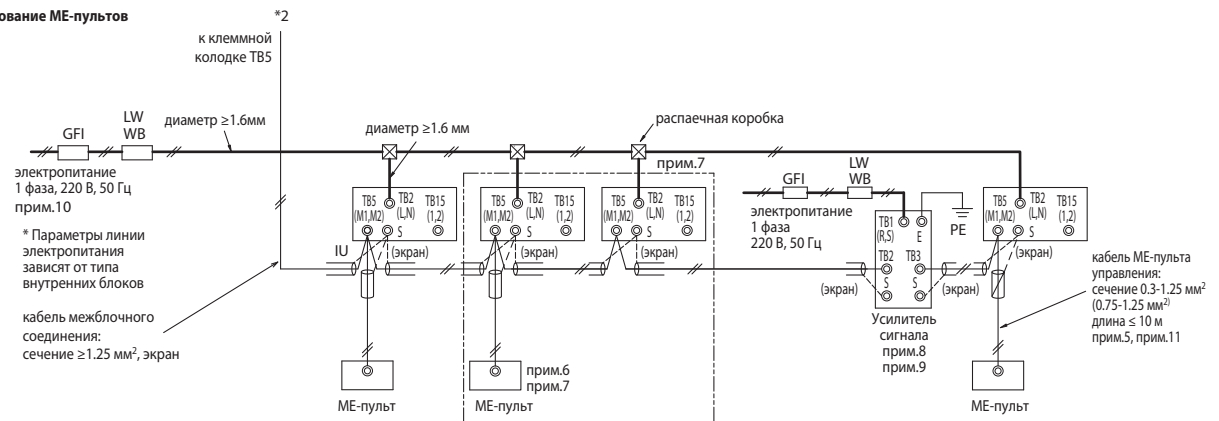 ование МЕ-пультов
*2
к клеммной
колодке TB5
GFI
LW
WB
диаметр ≥1.6мм
диаметр ≥1.6 мм
распаечная коробка
прим.7
электропитание
1 фаза, 220 В, 50 Гц
прим.10
* Параметры линии
электропитания
зависят от типа
внутренних блоков
кабель межблочного
соединения:
сечение ≥1.25 мм², экран
IU
TB5
(M1,M2)
TB2
(L,N)
TB15
(1,2)
S
(экран)
TB5
(M1,M2)
TB2
(L,N)
TB15
(1,2)
S
(экран)
TB5
(M1,M2)
TB2
(L,N)
TB15
(1,2)
S
(экран)
GFI
LW
WB
электропитание
1 фаза
220 В, 50 Гц
TB1
(R,S)
E
PE
TB2
S
TB3
S
(экран)
(экран)
Усилитель
сигнала
прим.8
прим.9
TB5
(M1,M2)
TB2
(L,N)
TB15
(1,2)
S
(экран)
кабель МЕ-пульта
управления:
сечение 0.3-1.25 мм²
(0.75-1.25 мм²⁾
длина ≤ 10 м
прим.5, прим.11
МЕ-пульт
прим.6
прим.7
МЕ-пульт
МЕ-пульт